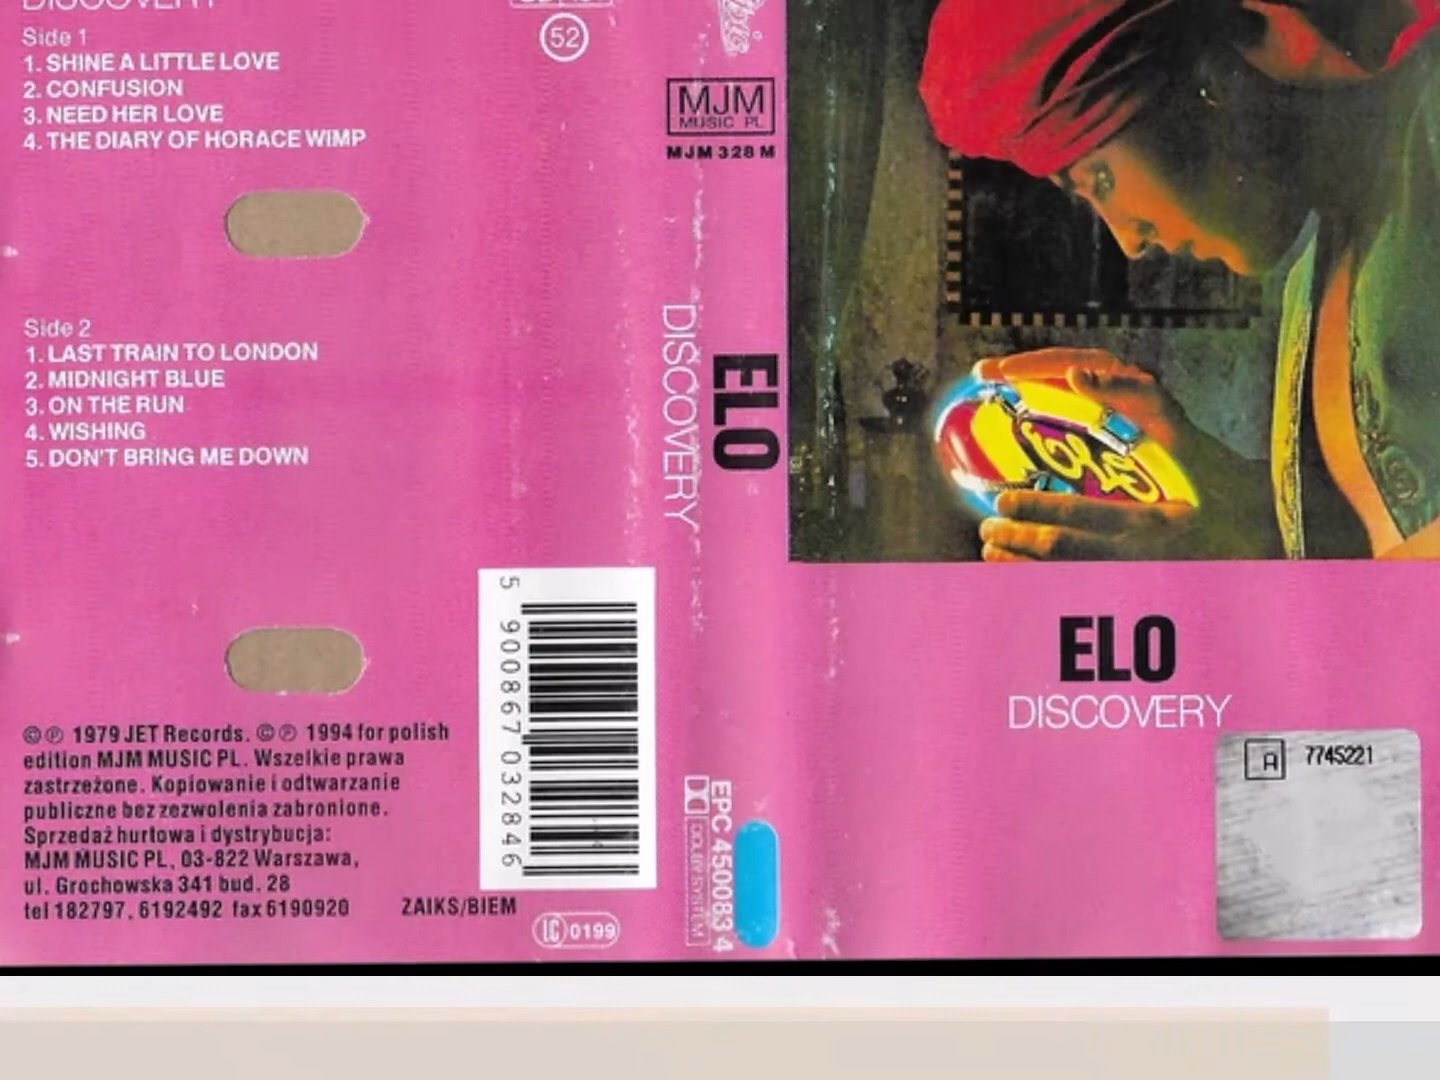 Side 1
1. SHINE A LITTLE LOVE
2. CONFUSION
3. NEED HER LOVE
4. THE DIARY OF HORACE WIMP
Side 2
1. LAST TRAIN TO LONDON
2. MIDNIGHT BLUE
3. ON THE RUN
4. WISHING
5. DON'T BRING ME DOWN
©℗ 1979 JET Records. ©℗ 1994 for polish
edition MJM MUSIC PL. Wszelkie prawa
zastrzeżone. Kopiowanie i odtwarzanie
publiczne bez zezwolenia zabronione.
Sprzedaż hurtowa i dystrybucja:
MJM MUSIC PL, 03-822 Warszawa,
ul. Grochowska 341 bud. 28
tel 182797, 6192492 fax 6190920
ZAIKS/BIEM
52
5 900867 032846
LC 0199
MJM
MUSIC PL
MJM 328 M
ELO
DISCOVERY
EPC 450083 4
DOLBY SYSTEM
ELO
ELO
DISCOVERY
A 7745221